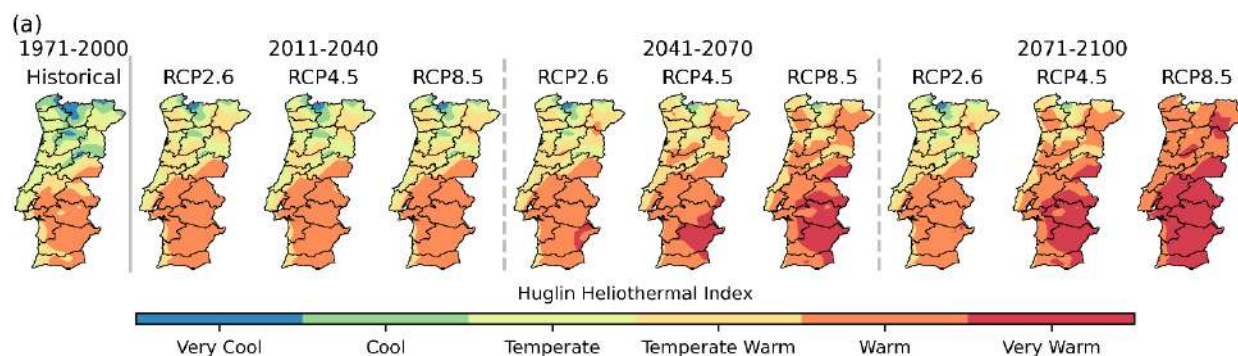 (a)
1971-2000 2011-2040 2041-2070 2071-2100
Historical RCP2.6 RCP4.5 RCP8.5 RCP2.6 RCP4.5 RCP8.5 RCP2.6 RCP4.5 RCP8.5
Huglin Heliothermal Index
Very Cool Cool Temperate Temperate Warm Warm Very Warm